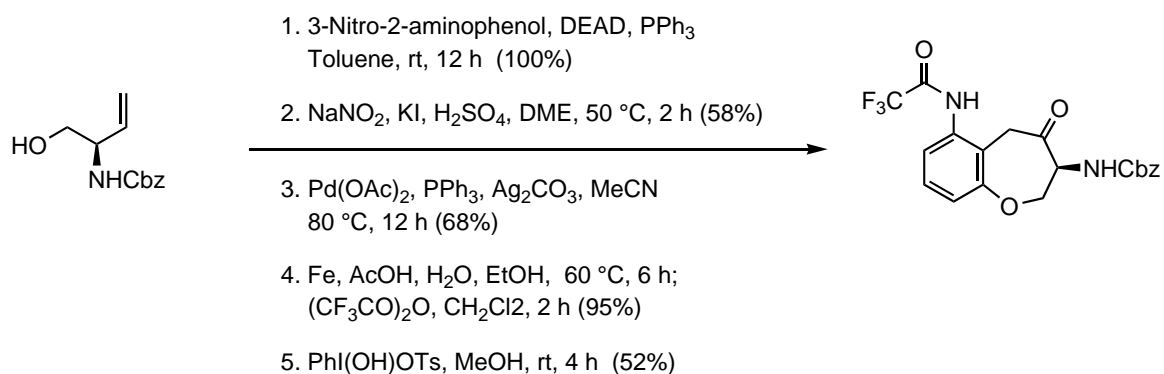 1. 3-Nitro-2-aminophenol, DEAD, PPh3
Toluene, rt, 12 h (100%)
2. NaNO2, KI, H2SO4, DME, 50 °C, 2 h (58%)
3. Pd(OAc)2, PPh3, Ag2CO3, MeCN
80 °C, 12 h (68%)
4. Fe, AcOH, H2O, EtOH, 60 °C, 6 h;
(CF3CO)2O, CH2Cl2, 2 h (95%)
5. PhI(OH)OTs, MeOH, rt, 4 h (52%)
HO
NHCbz
O
F3C
NH
O
NHCbz
O